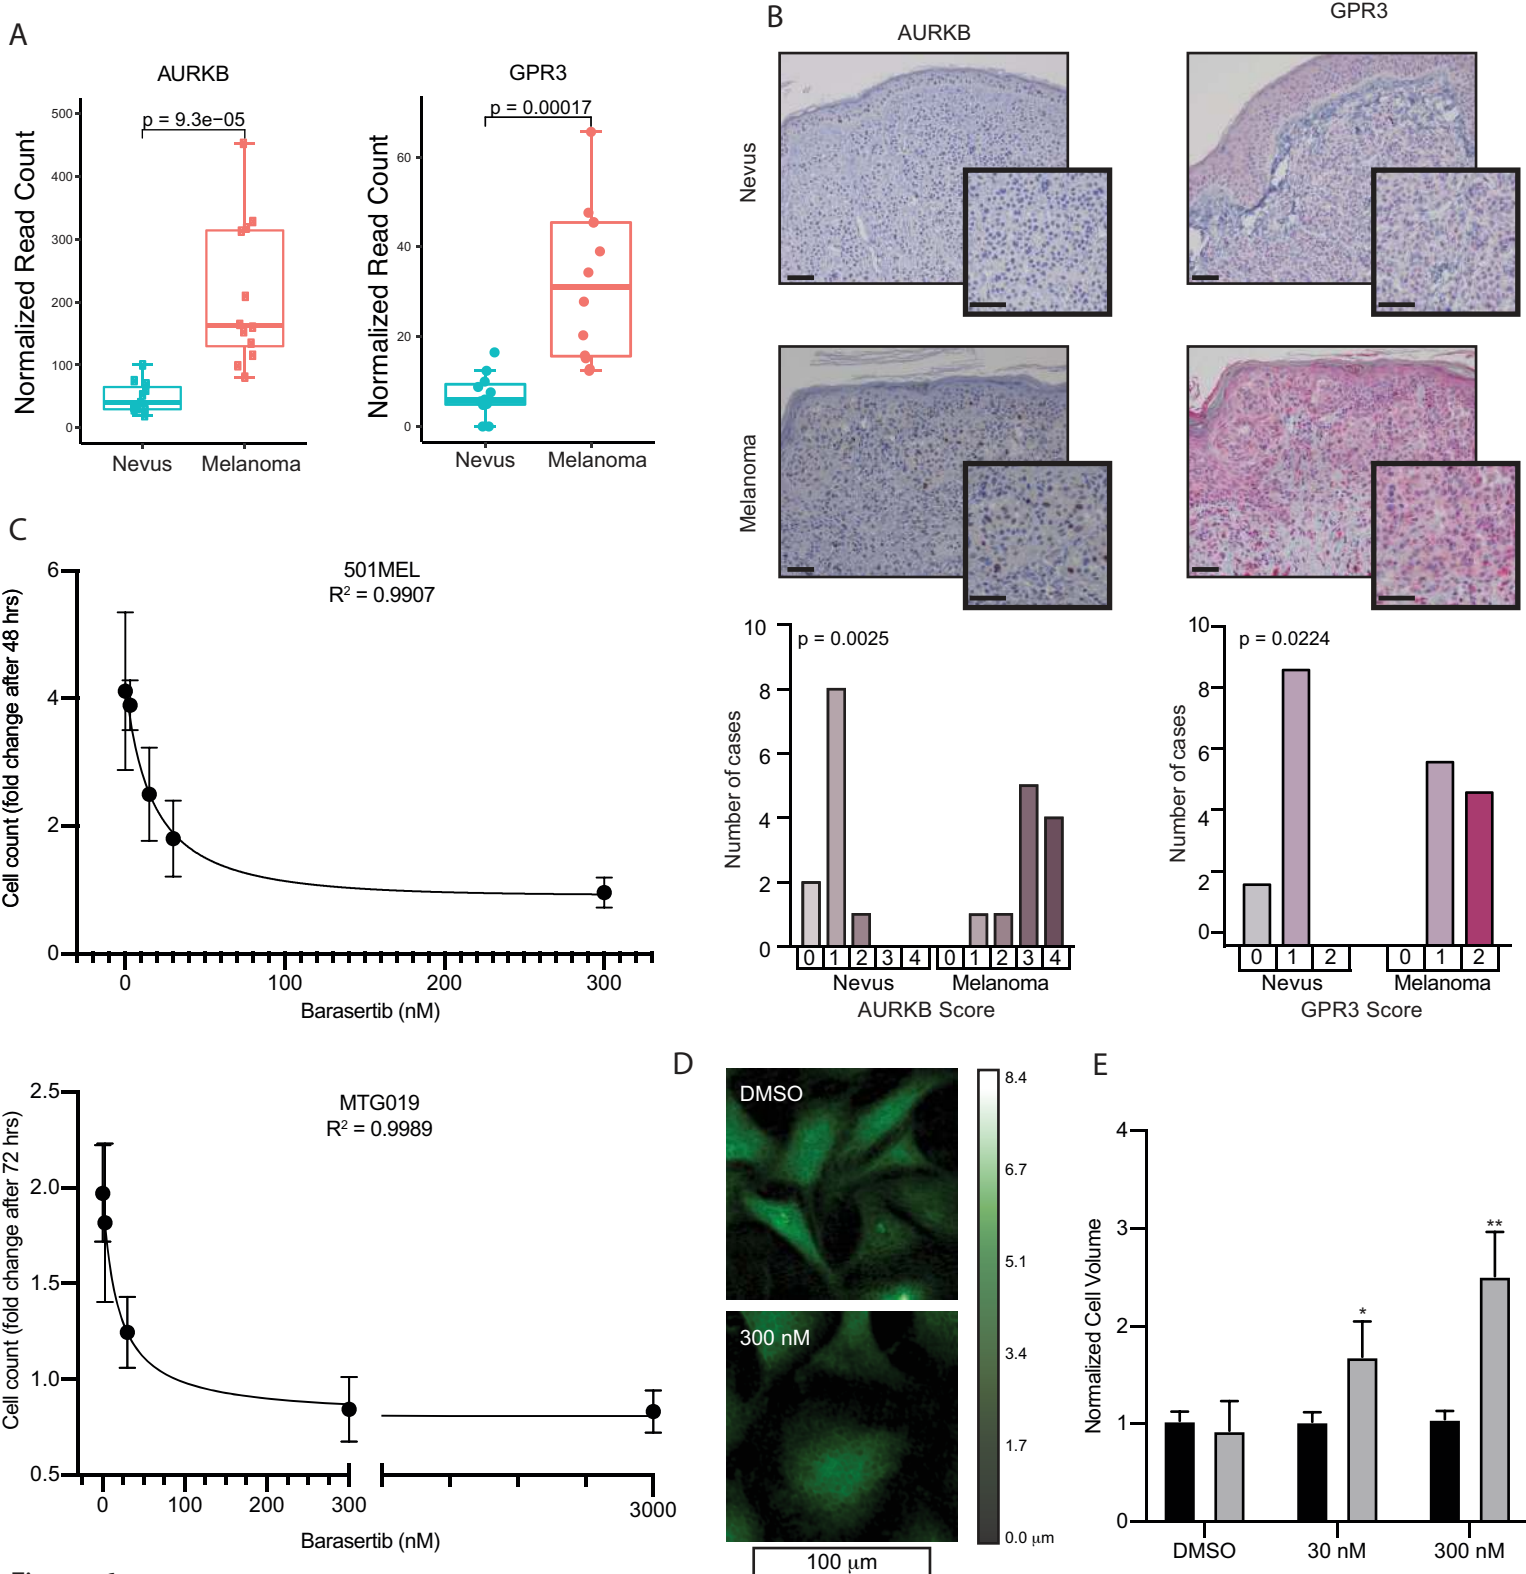 A
AURKB
p = 9.3e−05
Normalized Read Count
500
400
300
200
100
0
Nevus
Melanoma
GPR3
p = 0.00017
Normalized Read Count
60
40
20
0
Nevus
Melanoma
B
AURKB
GPR3
Nevus
Melanoma
p = 0.0025
Number of cases
10
8
6
4
2
0
0 1 2 3 4 0 1 2 3 4
Nevus Melanoma
AURKB Score
p = 0.0224
Number of cases
10
8
6
4
2
0
0 1 2 0 1 2
Nevus Melanoma
GPR3 Score
C
501MEL
R² = 0.9907
Cell count (fold change after 48 hrs)
6
4
2
0
0 100 200 300
Barasertib (nM)
MTG019
R² = 0.9989
Cell count (fold change after 72 hrs)
2.5
2.0
1.5
1.0
0.5
0 100 200 300 3000
Barasertib (nM)
D
DMSO
300 nM
8.4
6.7
5.1
3.4
1.7
0.0 μm
100 μm
E
Normalized Cell Volume
4
3
2
1
0
*
**
DMSO 30 nM 300 nM